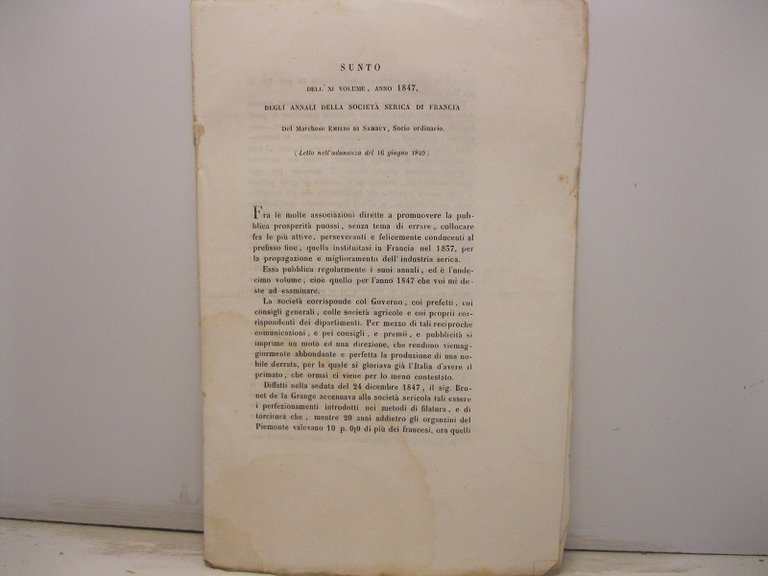 SUNTO
DELL' XI VOLUME, ANNO 1847,
DEGLI ANNALI DELLA SOCIETÀ SERICA DI FRANCIA
Del Marchese EMILIO DI SAMBUY, Socio ordinario.
(Letto nell'adunanza del 16 giugno 1849).
Fra le molte associazioni dirette a promuovere la pub-
blica prosperità puossi, senza tema di errare, collocare
fra le più attive, perseveranti e felicemente conducenti al
prefisso fine, quella instituitasi in Francia nel 1837, per
la propagazione e miglioramento dell'industria serica.
Essa pubblica regolarmente i suoi annali, ed è l'unde-
cimo volume, cioè quello per l'anno 1847 che voi mi de-
ste ad esaminare.
La società corrisponde col Governo, coi prefetti, coi
consigli generali, colle società agricole e coi proprii cor-
rispondenti dei dipartimenti. Per mezzo di tali reciproche
comunicazioni, e pei consigli, e premii, e pubblicità si
imprime un moto ed una direzione, che rendono viemag-
giormente abbondante e perfetta la produzione di una no-
bile derrata, per la quale si gloriava già l'Italia d'avere il
primato, che ormai ci viene per lo meno contestato.
Diffatti nella seduta del 24 dicembre 1847, il sig. Bru-
net de la Grange accennava alla società sericola tali essere
i perfezionamenti introdotti nei metodi di filatura, e di
torcitura che, mentre 20 anni addietro gli organzini del
Piemonte valevano 10 p. 0|0 di più dei francesi, ora quelli